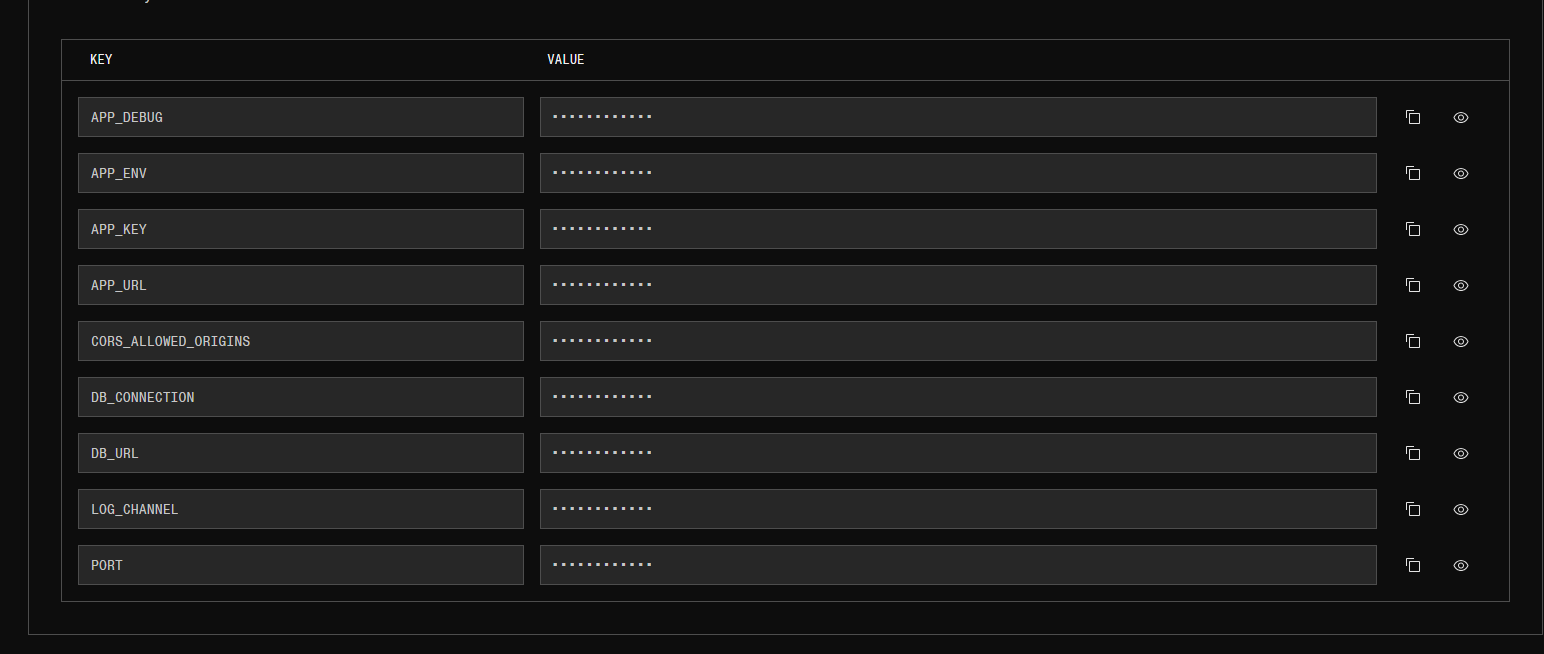 KEY VALUE
APP_DEBUG ••••••••••••
APP_ENV ••••••••••••
APP_KEY ••••••••••••
APP_URL ••••••••••••
CORS_ALLOWED_ORIGINS ••••••••••••
DB_CONNECTION ••••••••••••
DB_URL ••••••••••••
LOG_CHANNEL ••••••••••••
PORT ••••••••••••